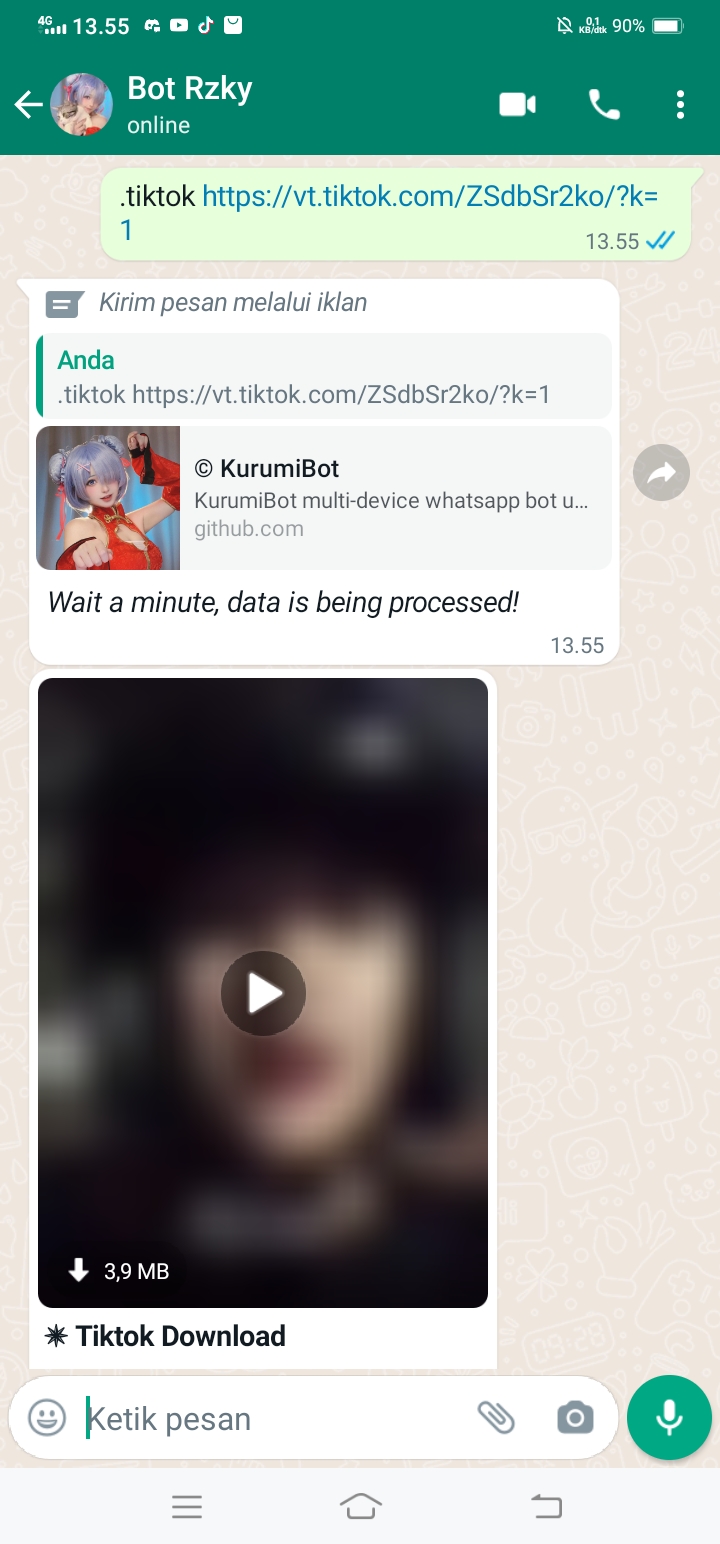 4G 13.55 0,1 KB/dtk 90%
Bot Rzky
online
.tiktok https://vt.tiktok.com/ZSdbSr2ko/?k=
1
13.55
Kirim pesan melalui iklan
Anda
.tiktok https://vt.tiktok.com/ZSdbSr2ko/?k=1
© KurumiBot
KurumiBot multi-device whatsapp bot u...
github.com
Wait a minute, data is being processed!
13.55
3,9 MB
✴ Tiktok Download
Ketik pesan